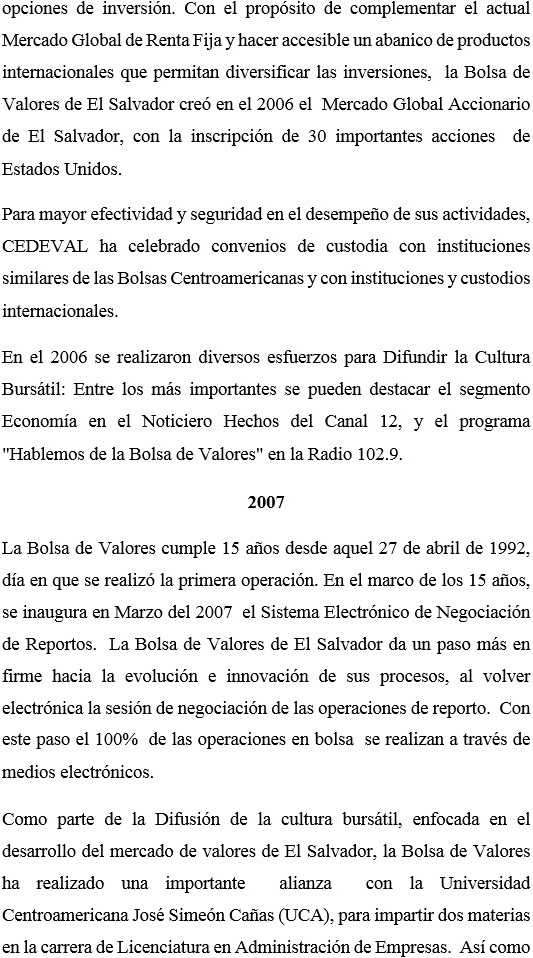 opciones de inversión. Con el propósito de complementar el actual
Mercado Global de Renta Fija y hacer accesible un abanico de productos
internacionales que permitan diversificar las inversiones,  la Bolsa de
Valores de El Salvador creó en el 2006 el  Mercado Global Accionario
de El Salvador, con la inscripción de 30 importantes acciones  de
Estados Unidos.
Para mayor efectividad y seguridad en el desempeño de sus actividades,
CEDEVAL ha celebrado convenios de custodia con instituciones
similares de las Bolsas Centroamericanas y con instituciones y custodios
internacionales.
En el 2006 se realizaron diversos esfuerzos para Difundir la Cultura
Bursátil: Entre los más importantes se pueden destacar el segmento
Economía en el Noticiero Hechos del Canal 12, y el programa
"Hablemos de la Bolsa de Valores" en la Radio 102.9.
2007
La Bolsa de Valores cumple 15 años desde aquel 27 de abril de 1992,
día en que se realizó la primera operación. En el marco de los 15 años,
se inaugura en Marzo del 2007  el Sistema Electrónico de Negociación
de Reportos.  La Bolsa de Valores de El Salvador da un paso más en
firme hacia la evolución e innovación de sus procesos, al volver
electrónica la sesión de negociación de las operaciones de reporto.  Con
este paso el 100%  de las operaciones en bolsa  se realizan a través de
medios electrónicos.
Como parte de la Difusión de la cultura bursátil, enfocada en el
desarrollo del mercado de valores de El Salvador, la Bolsa de Valores
ha realizado una importante  alianza  con la Universidad
Centroamericana José Simeón Cañas (UCA), para impartir dos materias
en la carrera de Licenciatura en Administración de Empresas.  Así como